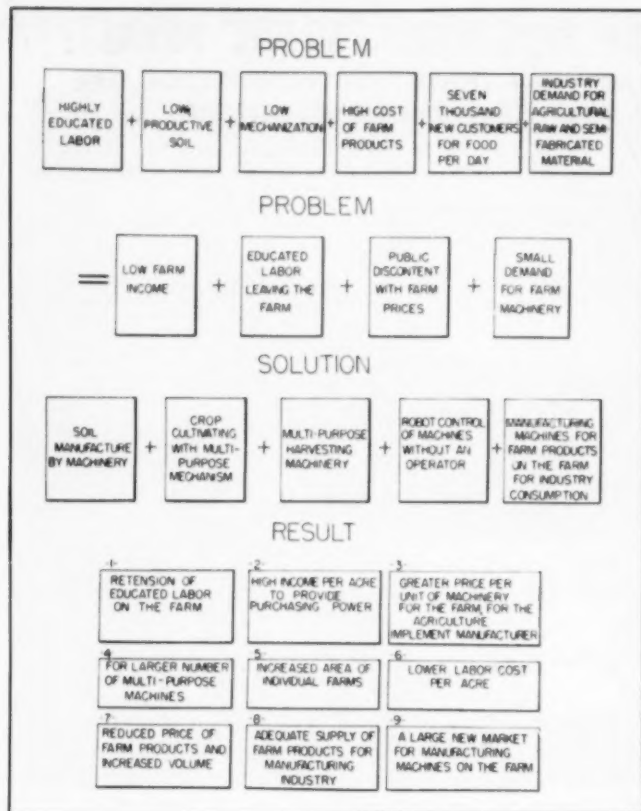 PROBLEM
HIGHLY
EDUCATED
LABOR
+
LOW
PRODUCTIVE
SOIL
+
LOW
MECHANIZATION
+
HIGH COST
OF FARM
PRODUCTS
+
SEVEN
THOUSAND
NEW CUSTOMERS
FOR FOOD
PER DAY
+
INDUSTRY
DEMAND FOR
AGRICULTURAL
RAW AND SEMI-
FABRICATED
MATERIAL
PROBLEM
=
LOW FARM
INCOME
+
EDUCATED
LABOR
LEAVING THE
FARM
+
PUBLIC
DISCONTENT
WITH FARM
PRICES
+
SMALL
DEMAND
FOR FARM
MACHINERY
SOLUTION
SOIL
MANUFACTURE
BY MACHINERY
+
CROP
CULTIVATING
WITH MULTI-
PURPOSE
MECHANISM
+
MULTI-PURPOSE
HARVESTING
MACHINERY
+
ROBOT CONTROL
OF MACHINES
WITHOUT AN
OPERATOR
+
MANUFACTURING
MACHINES FOR
FARM PRODUCTS
ON THE FARM
FOR INDUSTRY
CONSUMPTION
RESULT
-1-
RETENSION OF
EDUCATED LABOR
ON THE FARM
-2-
HIGH INCOME PER ACRE
TO PROVIDE
PURCHASING POWER
-3-
GREATER PRICE PER
UNIT OF MACHINERY
FOR THE FARM, FOR THE
AGRICULTURE
IMPLEMENT MANUFACTURER
-4-
FOR LARGER NUMBER
OF MULTI-PURPOSE
MACHINES
-5-
INCREASED AREA OF
INDIVIDUAL FARMS
-6-
LOWER LABOR COST
PER ACRE
-7-
REDUCED PRICE OF
FARM PRODUCTS AND
INCREASED VOLUME
-8-
ADEQUATE SUPPLY OF
FARM PRODUCTS FOR
MANUFACTURING
INDUSTRY
-9-
A LARGE NEW MARKET
FOR MANUFACTURING
MACHINES ON THE FARM